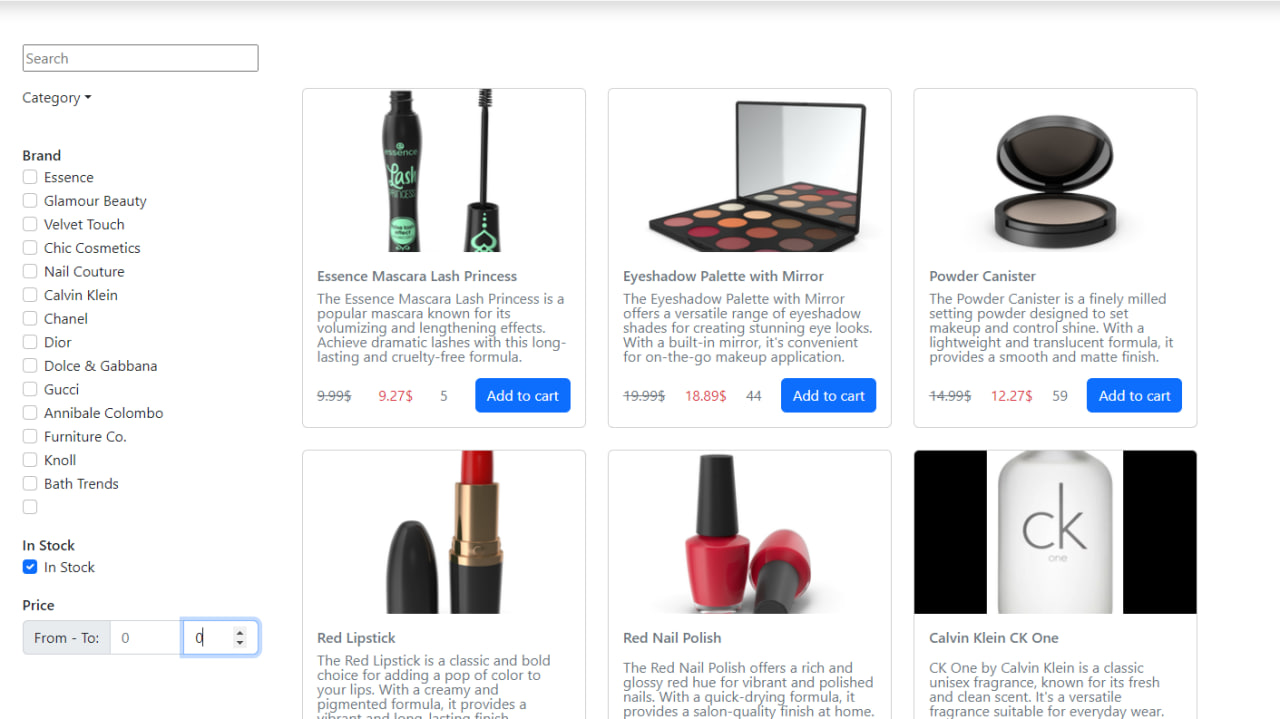 Search
Category
Brand
Essence
Glamour Beauty
Velvet Touch
Chic Cosmetics
Nail Couture
Calvin Klein
Chanel
Dior
Dolce & Gabbana
Gucci
Annibale Colombo
Furniture Co.
Knoll
Bath Trends
In Stock
In Stock
Price
From - To: 0 0
essence
Lash
PRINCESS
Essence Mascara Lash Princess
The Essence Mascara Lash Princess is a
popular mascara known for its
volumizing and lengthening effects.
Achieve dramatic lashes with this long-
lasting and cruelty-free formula.
9.99$ 9.27$ 5 Add to cart
Eyeshadow Palette with Mirror
The Eyeshadow Palette with Mirror
offers a versatile range of eyeshadow
shades for creating stunning eye looks.
With a built-in mirror, it's convenient
for on-the-go makeup application.
19.99$ 18.89$ 44 Add to cart
Powder Canister
The Powder Canister is a finely milled
setting powder designed to set
makeup and control shine. With a
lightweight and translucent formula, it
provides a smooth and matte finish.
14.99$ 12.27$ 59 Add to cart
Red Lipstick
The Red Lipstick is a classic and bold
choice for adding a pop of color to
your lips. With a creamy and
pigmented formula, it provides a
vibrant and long-lasting finish.
Red Nail Polish
The Red Nail Polish offers a rich and
glossy red hue for vibrant and polished
nails. With a quick-drying formula, it
provides a salon-quality finish at home.
ck
one
Calvin Klein CK One
CK One by Calvin Klein is a classic
unisex fragrance, known for its fresh
and clean scent. It's a versatile
fragrance suitable for everyday wear.